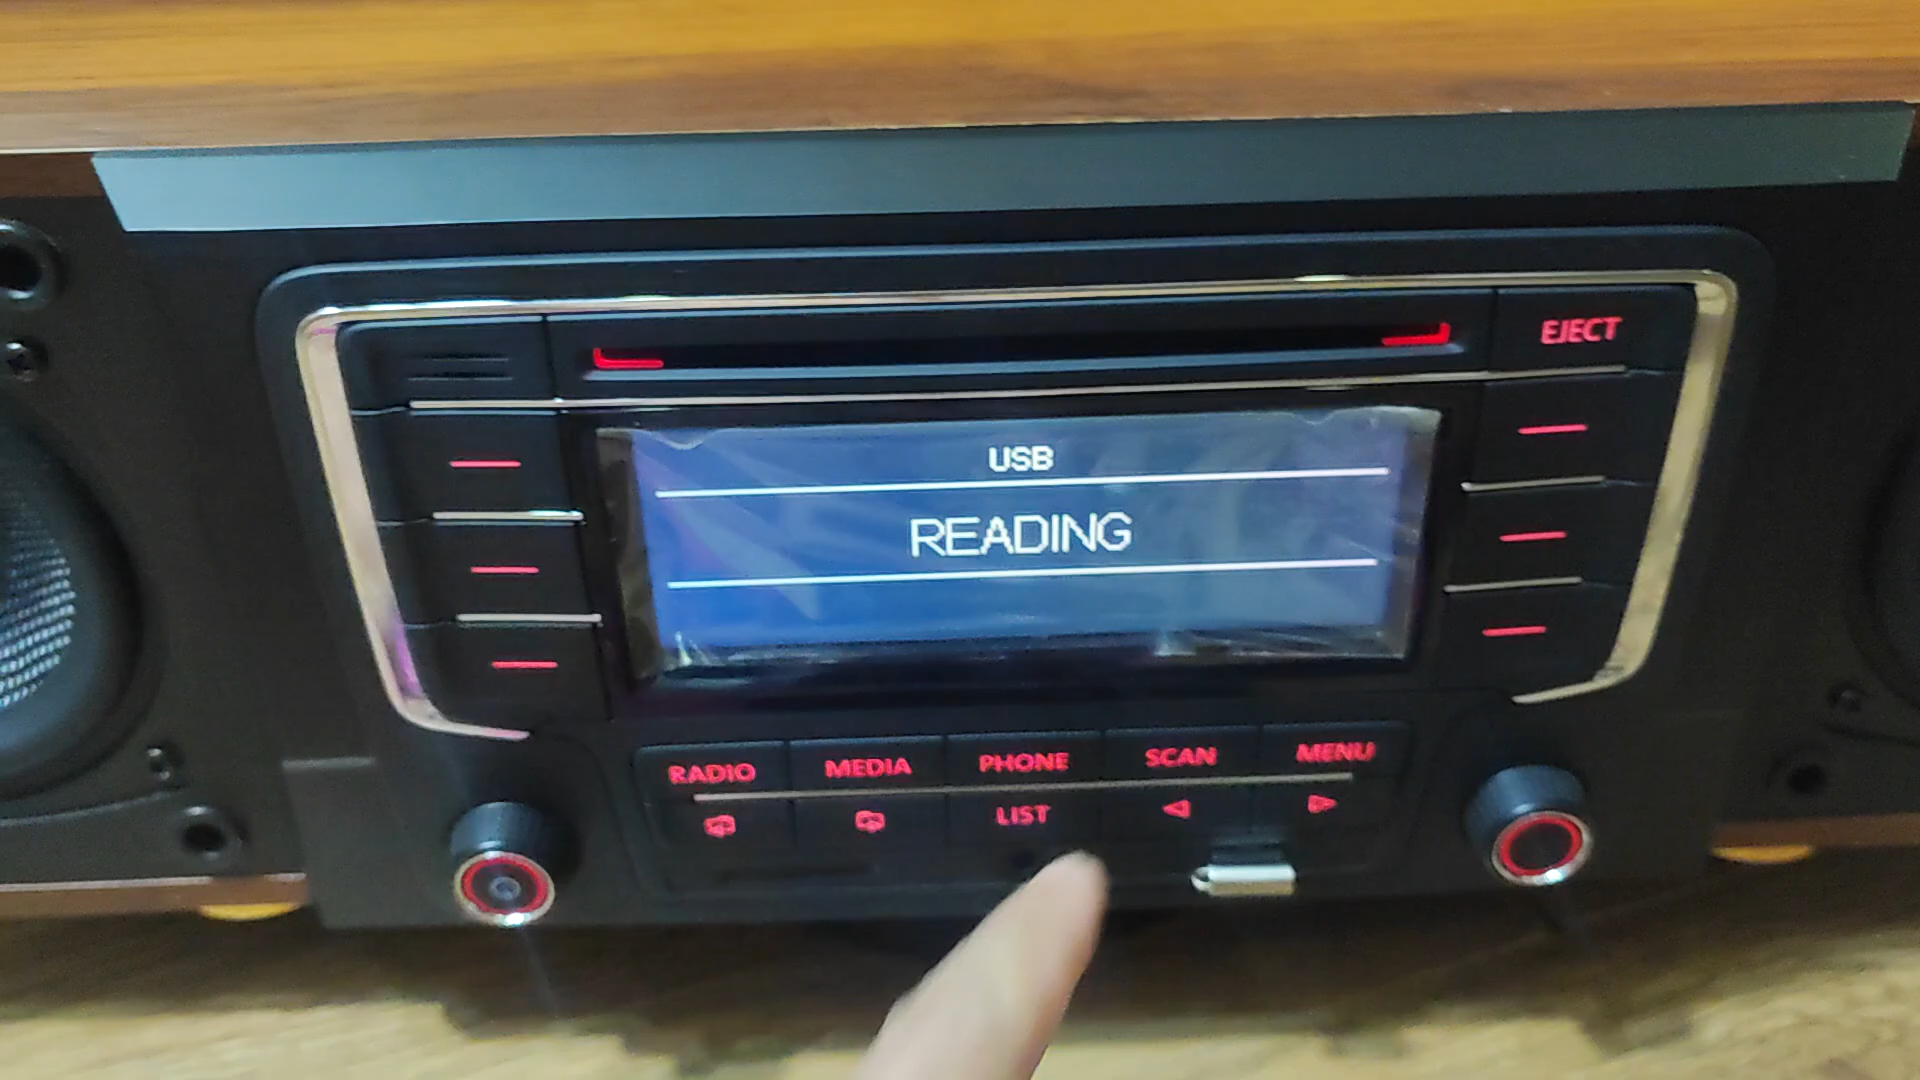 EJECT
USB
READING
RADIO MEDIA PHONE SCAN MENU
LIST